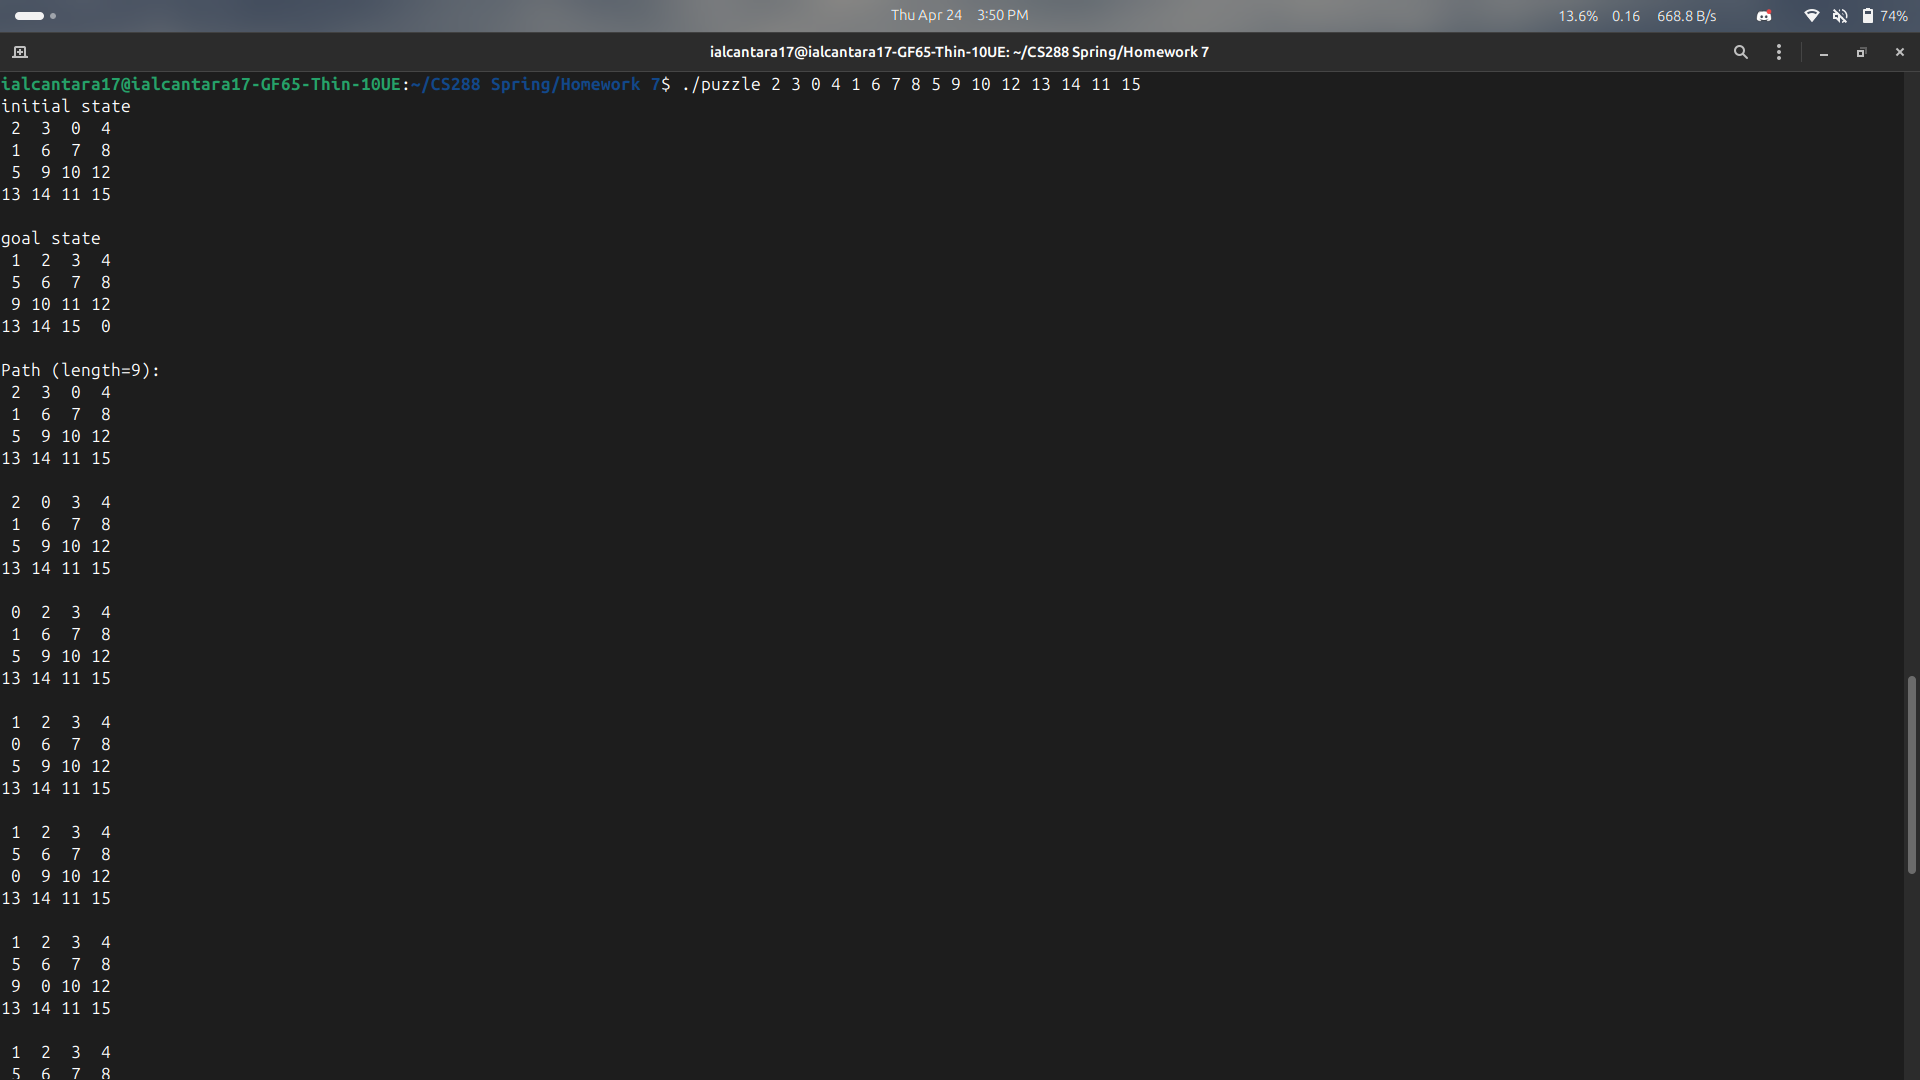 Thu Apr 24 3:50 PM 13.6% 0.16 668.8 B/s 74%
ialcantara17@ialcantara17-GF65-Thin-10UE: ~/CS288 Spring/Homework 7
ialcantara17@ialcantara17-GF65-Thin-10UE:~/CS288 Spring/Homework 7$ ./puzzle 2 3 0 4 1 6 7 8 5 9 10 12 13 14 11 15
initial state
2 3 0 4
1 6 7 8
5 9 10 12
13 14 11 15
goal state
1 2 3 4
5 6 7 8
9 10 11 12
13 14 15 0
Path (length=9):
2 3 0 4
1 6 7 8
5 9 10 12
13 14 11 15
2 0 3 4
1 6 7 8
5 9 10 12
13 14 11 15
0 2 3 4
1 6 7 8
5 9 10 12
13 14 11 15
1 2 3 4
0 6 7 8
5 9 10 12
13 14 11 15
1 2 3 4
5 6 7 8
0 9 10 12
13 14 11 15
1 2 3 4
5 6 7 8
9 0 10 12
13 14 11 15
1 2 3 4
5 6 7 8